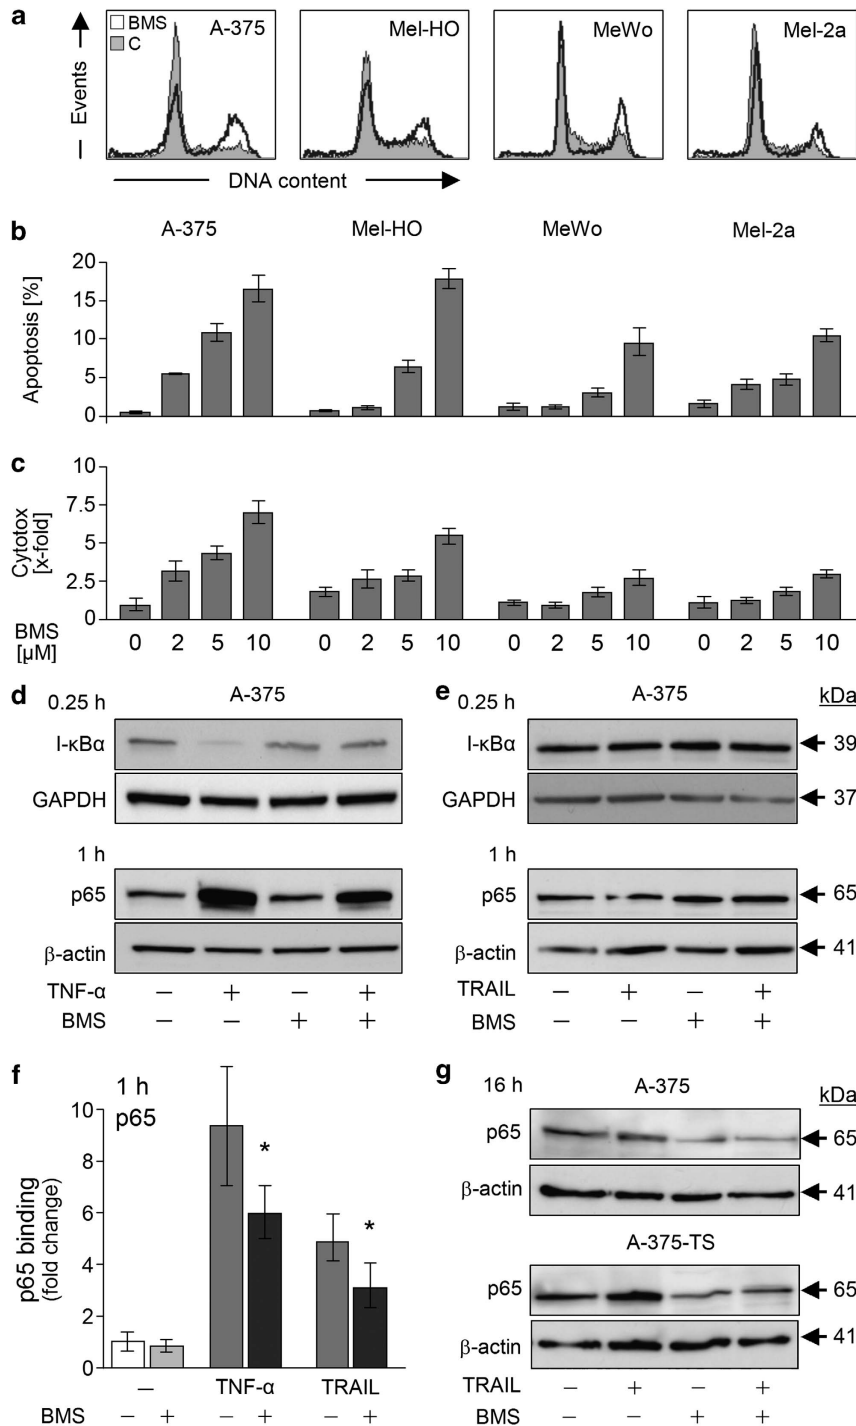 a
BMS
C
Events
A-375
Mel-HO
MeWo
Mel-2a
DNA content
b
A-375
Mel-HO
MeWo
Mel-2a
Apoptosis [%]
20
15
10
5
0
c
Cytotox
[x-fold]
10
7.5
5
2.5
0
BMS
[µM]
0 2 5 10 0 2 5 10 0 2 5 10 0 2 5 10
d
0.25 h
A-375
I-κBα
GAPDH
1 h
p65
β-actin
TNF-α – + – +
BMS – – + +
e
0.25 h
A-375
kDa
I-κBα
39
GAPDH
37
1 h
p65
65
β-actin
41
TRAIL – + – +
BMS – – + +
f
1 h
p65
p65 binding
(fold change)
10
8
6
4
2
0
*
*
– TNF-α TRAIL
BMS – + – + – +
g
16 h
A-375
kDa
p65
65
β-actin
41
A-375-TS
p65
65
β-actin
41
TRAIL – + – +
BMS – – + +